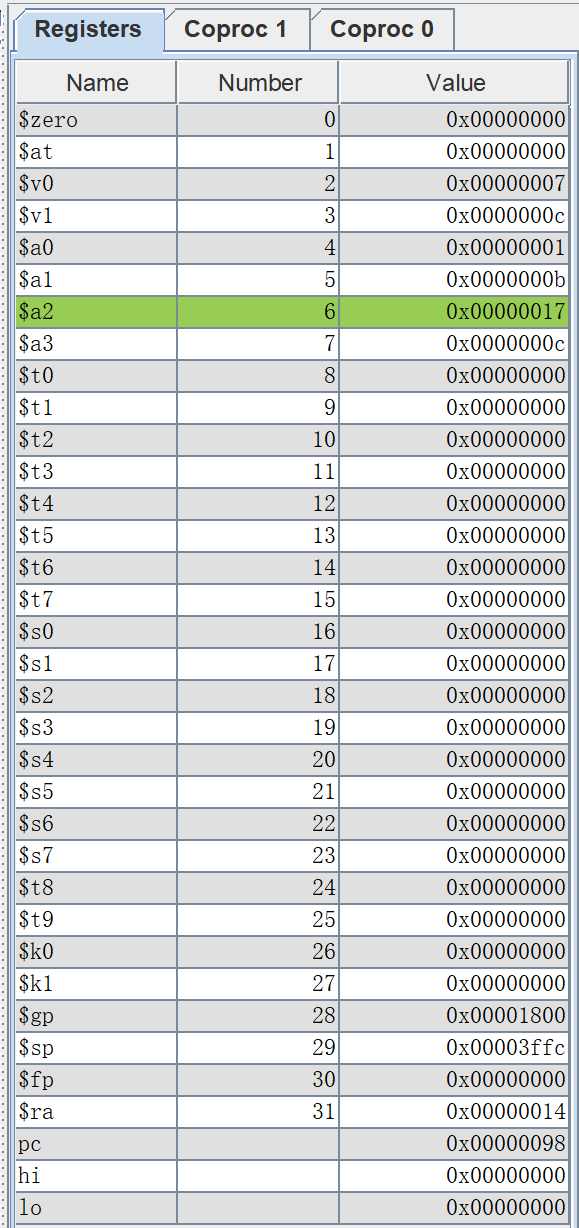 Registers Coproc 1 Coproc 0
Name Number Value
$zero 0 0x00000000
$at 1 0x00000000
$v0 2 0x00000007
$v1 3 0x0000000c
$a0 4 0x00000001
$a1 5 0x0000000b
$a2 6 0x00000017
$a3 7 0x0000000c
$t0 8 0x00000000
$t1 9 0x00000000
$t2 10 0x00000000
$t3 11 0x00000000
$t4 12 0x00000000
$t5 13 0x00000000
$t6 14 0x00000000
$t7 15 0x00000000
$s0 16 0x00000000
$s1 17 0x00000000
$s2 18 0x00000000
$s3 19 0x00000000
$s4 20 0x00000000
$s5 21 0x00000000
$s6 22 0x00000000
$s7 23 0x00000000
$t8 24 0x00000000
$t9 25 0x00000000
$k0 26 0x00000000
$k1 27 0x00000000
$gp 28 0x00001800
$sp 29 0x00003ffc
$fp 30 0x00000000
$ra 31 0x00000014
pc 0x00000098
hi 0x00000000
lo 0x00000000